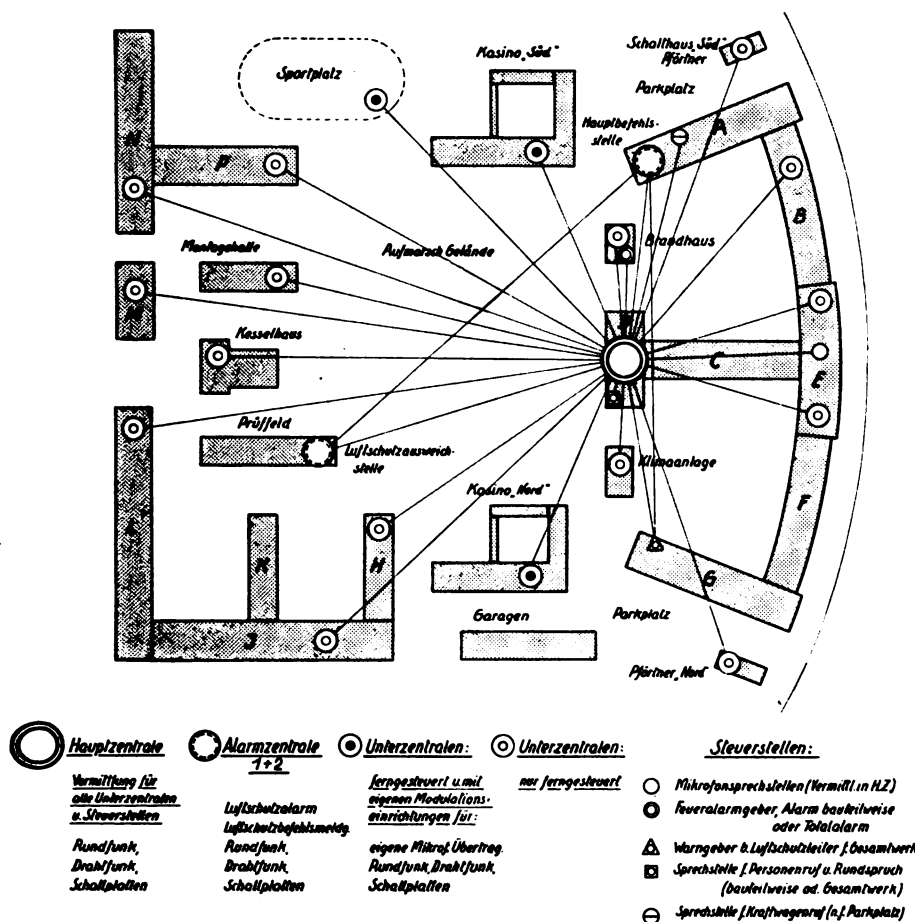 Schalthaus „Süd"
Pförtner
Sportplatz
Kasino „Süd"
Parkplatz
Hauptbefehls-
stelle
A
N
P
B
Montagehalle
Aufmarsch Gelände
Brandhaus
M
D
Kesselhaus
C
E
Prüffeld
Luftschutzausweich-
stelle
Klimaanlage
Kasino „Nord"
F
K
H
G
J
Garagen
Parkplatz
Pförtner „Nord"
Hauptzentrale
Vermittlung für
alle Unterzentralen
u. Steuerstellen
Rundfunk,
Drahtfunk,
Schallplatten
Alarmzentrale
1+2
Luftschutzalarm
Luftschutzbefehlsmeldg.
Rundfunk,
Drahtfunk,
Schallplatten
Unterzentralen:
ferngesteuert u. mit
eigenen Modulations-
einrichtungen für:
eigene Mikrof. Übertrag.
Rundfunk, Drahtfunk,
Schallplatten
Unterzentralen:
nur ferngesteuert
Steuerstellen:
Mikrofonsprechstellen (Vermittl. in H.Z.)
Feueralarmgeber, Alarm bauteilweise
oder Totalalarm
Warngeber b. Luftschutzleiter f. Gesamtwerk
Sprechstelle f. Personenruf u. Rundspruch
(bauteilweise od. Gesamtwerk)
Sprechstelle f. Kraftwagenruf (n. f. Parkplatz)